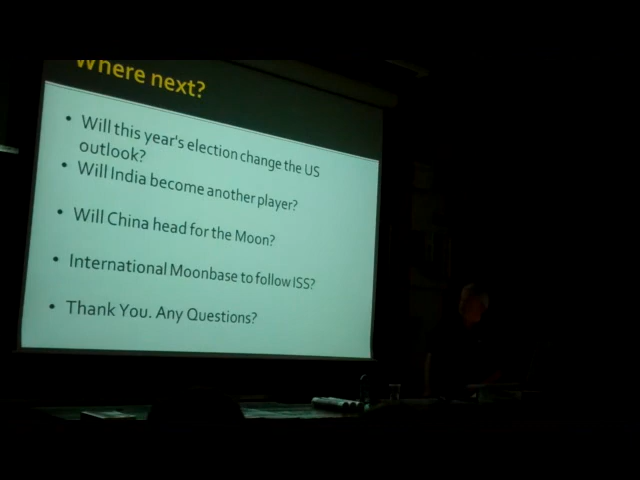 Where next?
• Will this year's election change the US
outlook?
• Will India become another player?
• Will China head for the Moon?
• International Moonbase to follow ISS?
• Thank You. Any Questions?